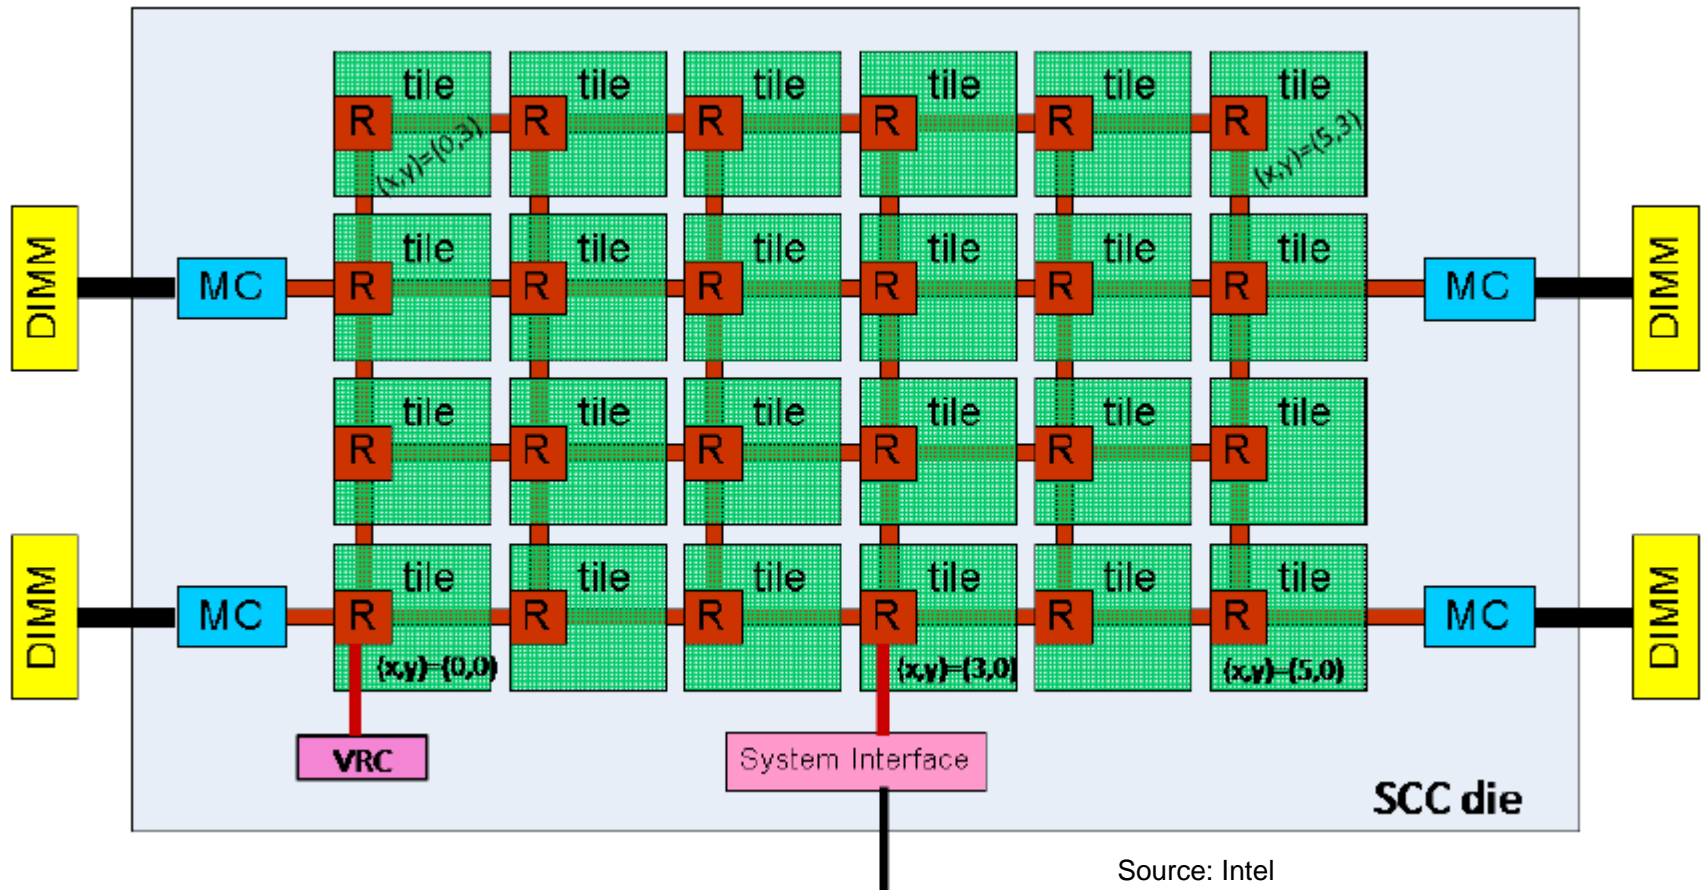 tile tile tile tile tile tile
R R R R R R
(x,y)=(0,3) (x,y)=(5,3)
tile tile tile tile tile tile
DIMM MC R R R R R R MC DIMM
tile tile tile tile tile tile
R R R R R R
tile tile tile tile tile tile
DIMM MC R R R R R R MC DIMM
(x,y)=(0,0) (x,y)=(3,0) (x,y)=(5,0)
VRC System Interface
SCC die
Source: Intel